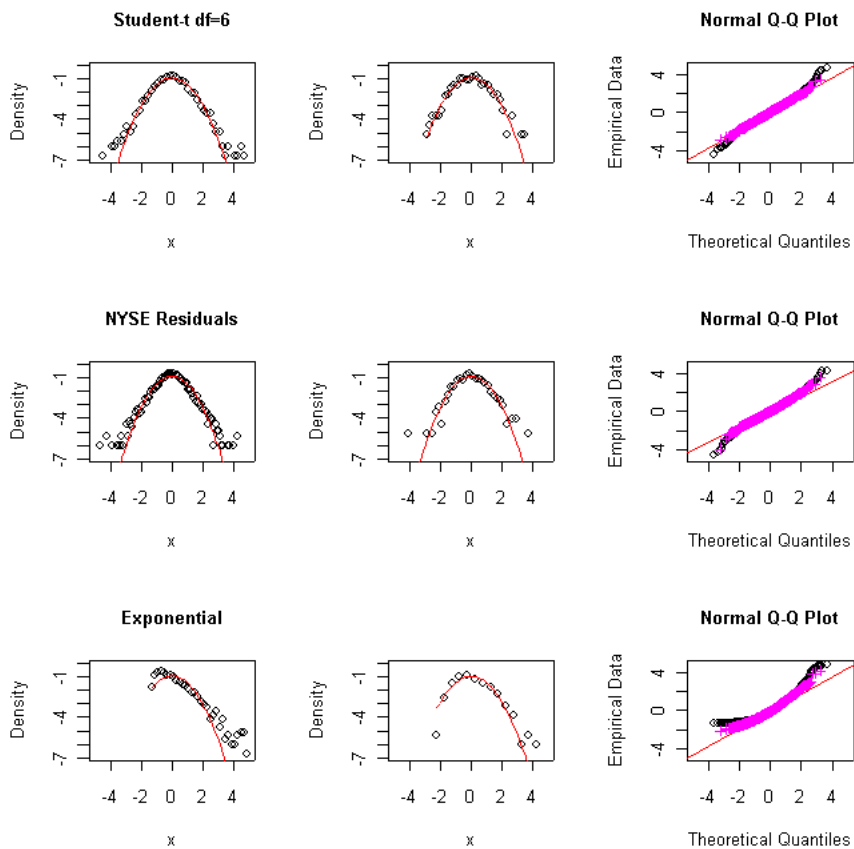 Student-t df=6
Normal Q-Q Plot
Density
-1
-4
-7
-4 -2 0 2 4
x
Density
-1
-4
-7
-4 -2 0 2 4
x
Empirical Data
4
0
-4
-4 -2 0 2 4
Theoretical Quantiles
NYSE Residuals
Normal Q-Q Plot
Density
-1
-4
-7
-4 -2 0 2 4
x
Density
-1
-4
-7
-4 -2 0 2 4
x
Empirical Data
4
0
-4
-4 -2 0 2 4
Theoretical Quantiles
Exponential
Normal Q-Q Plot
Density
-1
-4
-7
-4 -2 0 2 4
x
Density
-1
-4
-7
-4 -2 0 2 4
x
Empirical Data
4
0
-4
-4 -2 0 2 4
Theoretical Quantiles